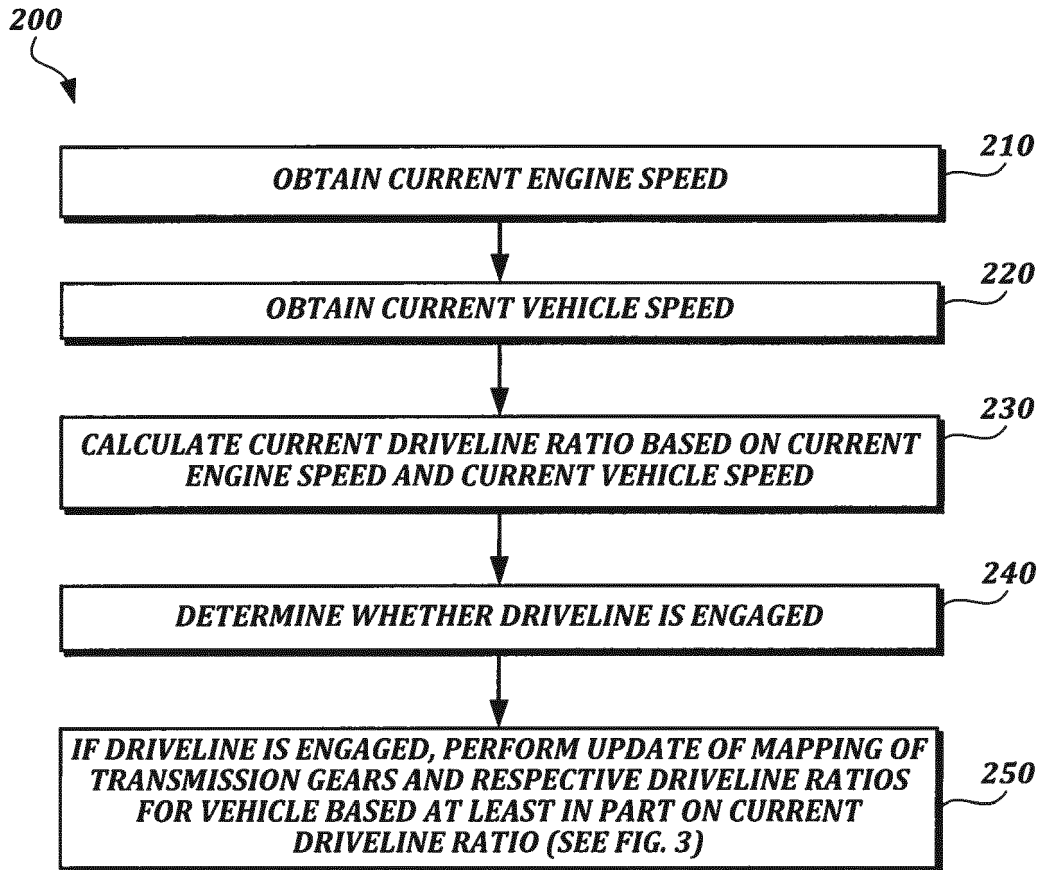 200
OBTAIN CURRENT ENGINE SPEED
210
OBTAIN CURRENT VEHICLE SPEED
220
CALCULATE CURRENT DRIVELINE RATIO BASED ON CURRENT
ENGINE SPEED AND CURRENT VEHICLE SPEED
230
DETERMINE WHETHER DRIVELINE IS ENGAGED
240
IF DRIVELINE IS ENGAGED, PERFORM UPDATE OF MAPPING OF
TRANSMISSION GEARS AND RESPECTIVE DRIVELINE RATIOS
FOR VEHICLE BASED AT LEAST IN PART ON CURRENT
DRIVELINE RATIO (SEE FIG. 3)
250